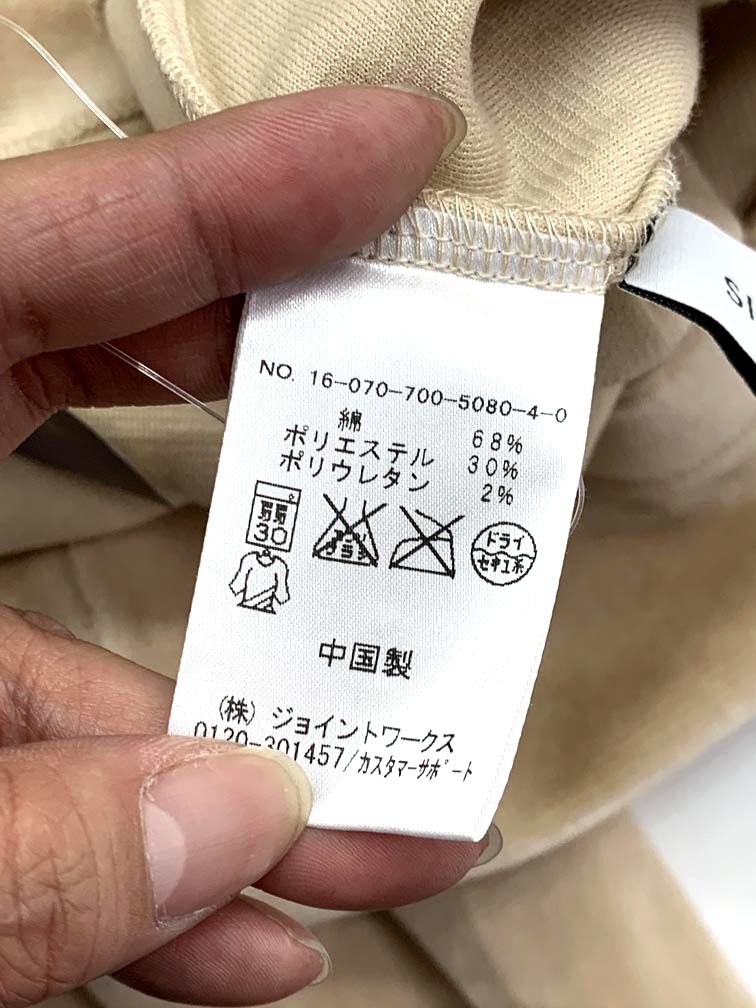 NO. 16-070-700-5080-4-0
綿 68%
ポリエステル 30%
ポリウレタン 2%
弱
30
ドライ
セキユ系
中国製
(株) ジョイントワークス
0120-301457/カスタマーサポート